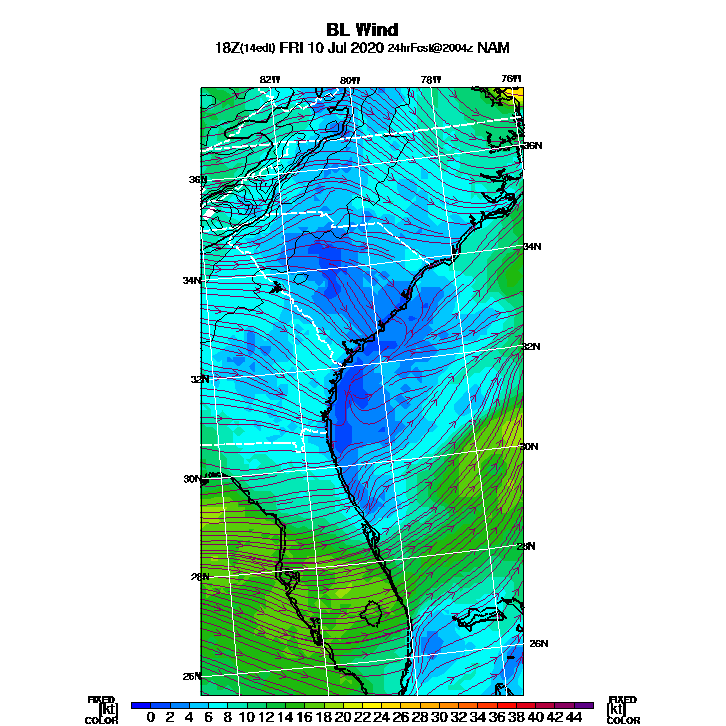 BL Wind
18Z(14edt) FRI 10 Jul 2020 24hrFcst@2004Z NAM
82W 80W 78W 76W
36N
36N
34N
34N
32N
32N
30N
30N
28N
28N
26N
26N
FIXED [kt] COLOR
0 2 4 6 8 10 12 14 16 18 20 22 24 26 28 30 32 34 36 38 40 42 44
FIXED [kt] COLOR